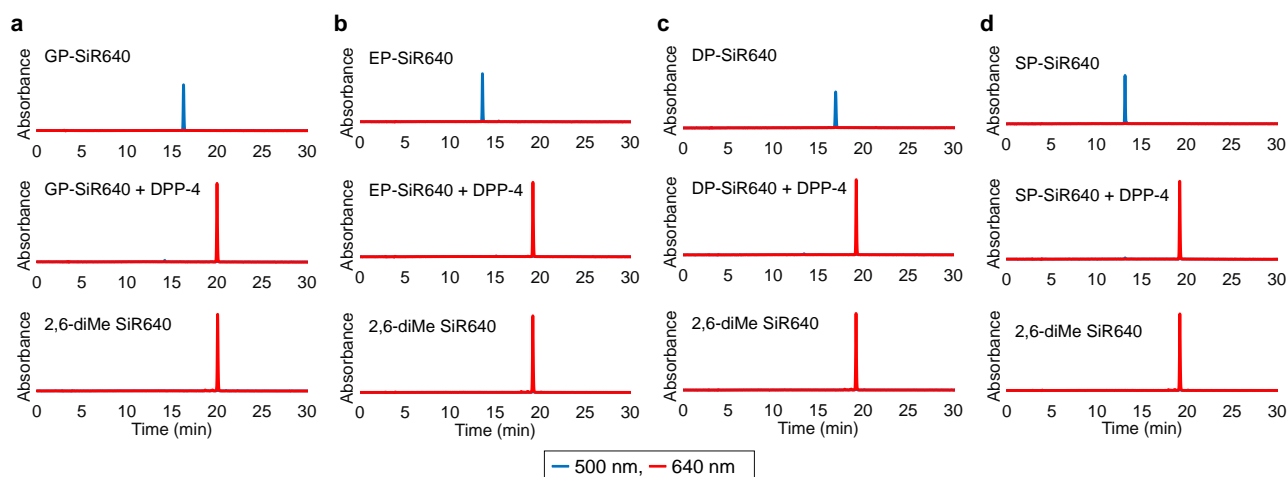 a
GP-SiR640
Absorbance
0 5 10 15 20 25 30
GP-SiR640 + DPP-4
Absorbance
0 5 10 15 20 25 30
2,6-diMe SiR640
Absorbance
0 5 10 15 20 25 30
Time (min)
b
EP-SiR640
Absorbance
0 5 10 15 20 25 30
EP-SiR640 + DPP-4
Absorbance
0 5 10 15 20 25 30
2,6-diMe SiR640
Absorbance
0 5 10 15 20 25 30
Time (min)
c
DP-SiR640
Absorbance
0 5 10 15 20 25 30
DP-SiR640 + DPP-4
Absorbance
0 5 10 15 20 25 30
2,6-diMe SiR640
Absorbance
0 5 10 15 20 25 30
Time (min)
d
SP-SiR640
Absorbance
0 5 10 15 20 25 30
SP-SiR640 + DPP-4
Absorbance
0 5 10 15 20 25 30
2,6-diMe SiR640
Absorbance
0 5 10 15 20 25 30
Time (min)
500 nm, 640 nm